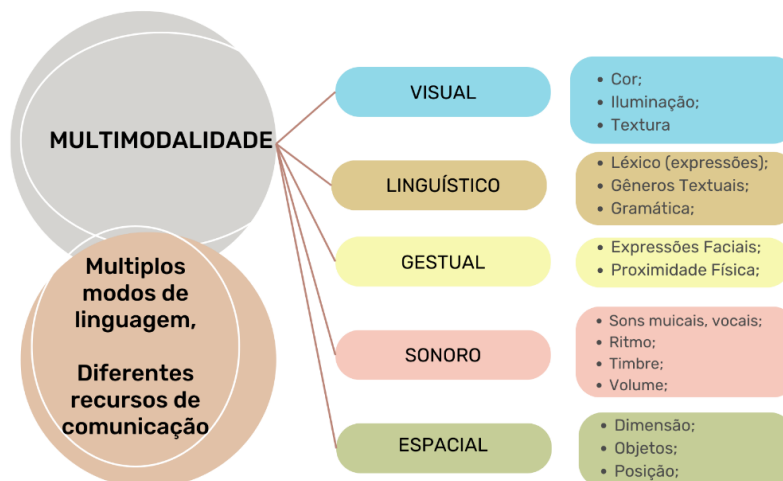 MULTIMODALIDADE
Multiplos
modos de
linguagem,
Diferentes
recursos de
comunicação
VISUAL
• Cor;
• Iluminação;
• Textura
LINGUÍSTICO
• Léxico (expressões);
• Gêneros Textuais;
• Gramática;
GESTUAL
• Expressões Faciais;
• Proximidade Física;
SONORO
• Sons muicais, vocais;
• Ritmo;
• Timbre;
• Volume;
ESPACIAL
• Dimensão;
• Objetos;
• Posição;